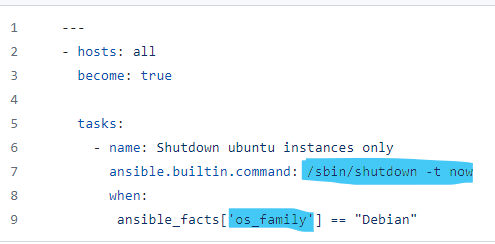 1 ---
2 - hosts: all
3 become: true
4
5 tasks:
6 - name: Shutdown ubuntu instances only
7 ansible.builtin.command: /sbin/shutdown -t now
8 when:
9 ansible_facts['os_family'] == "Debian"